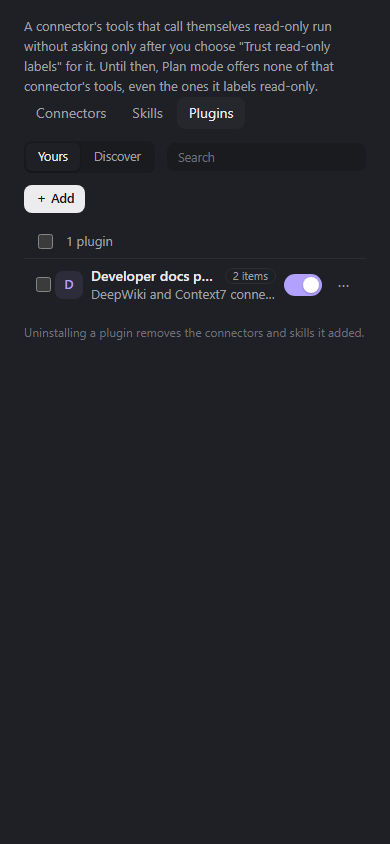 A connector's tools that call themselves read-only run
without asking only after you choose "Trust read-only
labels" for it. Until then, Plan mode offers none of that
connector's tools, even the ones it labels read-only.
Connectors Skills Plugins
Yours Discover Search
+ Add
1 plugin
D Developer docs p... 2 items
DeepWiki and Context7 conne...
Uninstalling a plugin removes the connectors and skills it added.